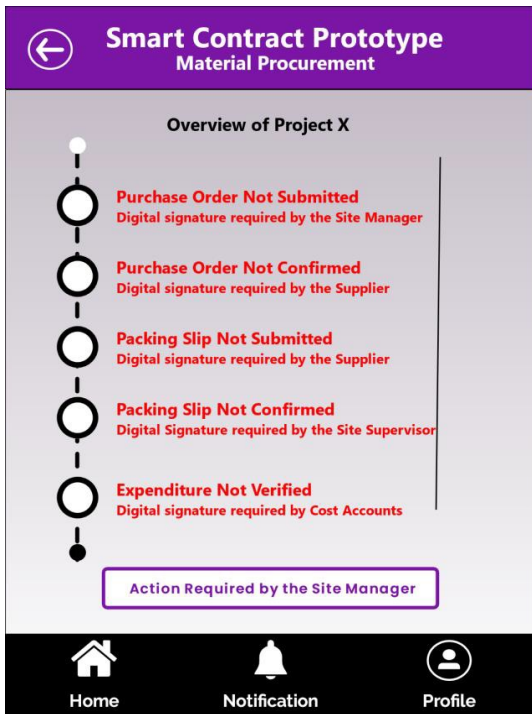 Smart Contract Prototype
Material Procurement
Overview of Project X
Purchase Order Not Submitted
Digital signature required by the Site Manager
Purchase Order Not Confirmed
Digital signature required by the Supplier
Packing Slip Not Submitted
Digital signature required by the Supplier
Packing Slip Not Confirmed
Digital Signature required by the Site Supervisor
Expenditure Not Verified
Digital signature required by Cost Accounts
Action Required by the Site Manager
Home Notification Profile